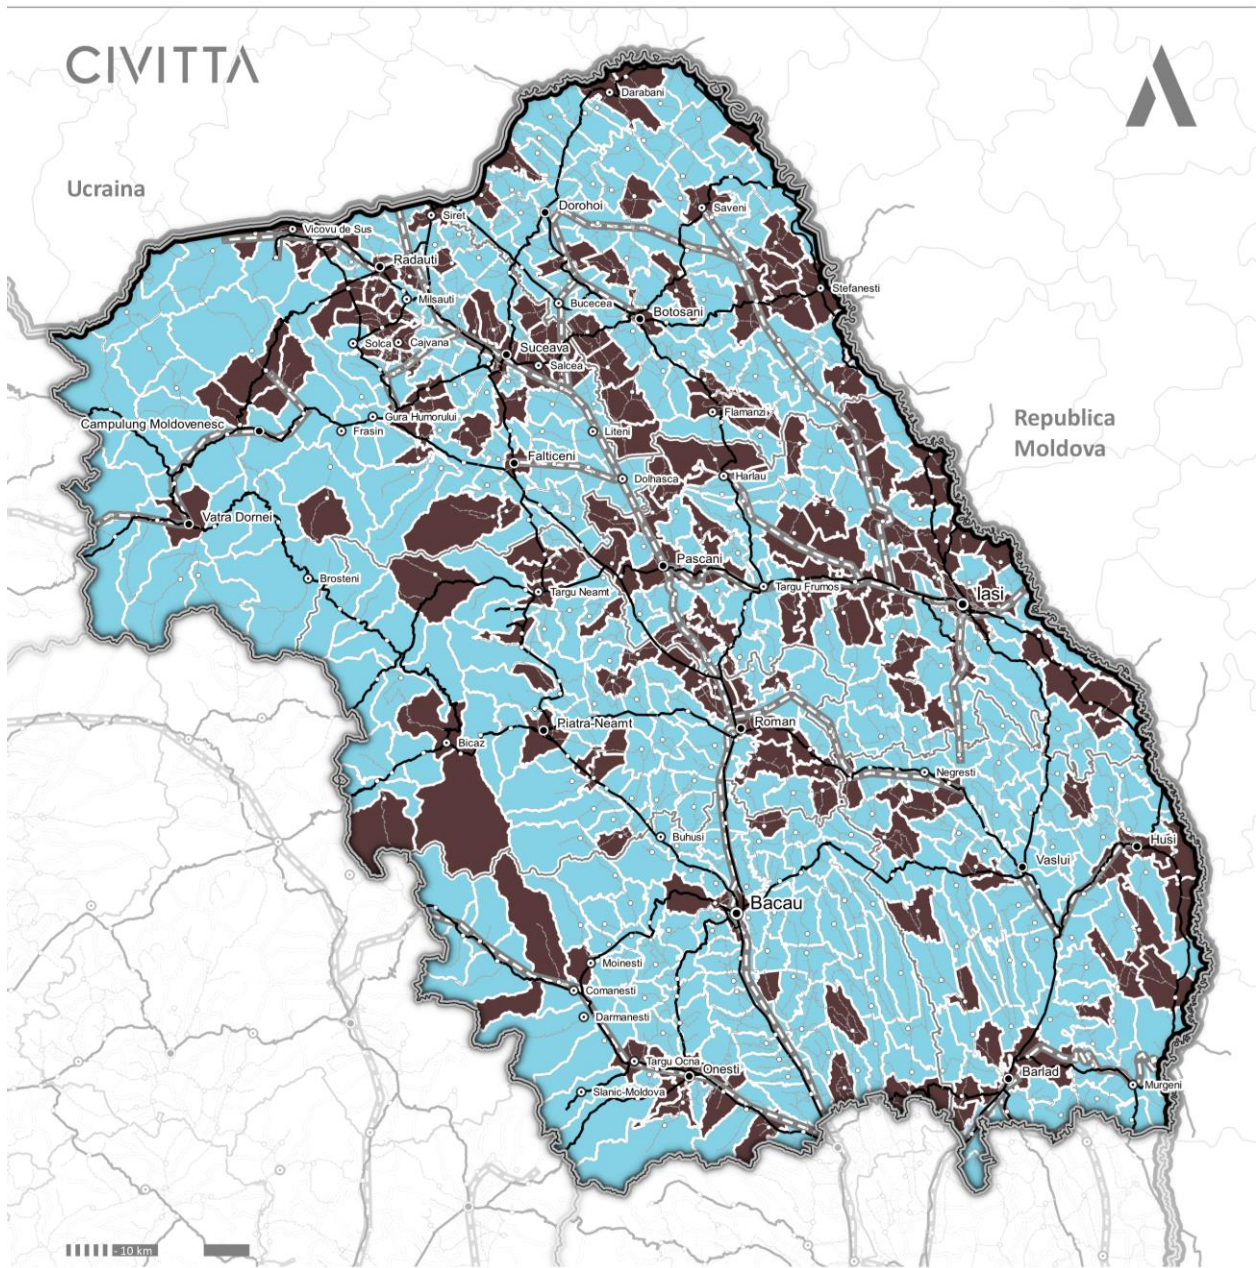 CIVITTA
Ucraina
Darabani
Saveni
Dorohoi
Siret
Vicovu de Sus
Radauti
Stefanesti
Milsauti
Bucecea
Botosani
Solca
Cajvana
Suceava
Salcea
Republica
Moldova
Flamanzi
Gura Humorului
Campulung Moldovenesc
Frasin
Liteni
Falticeni
Dolhasca
Harlau
Vatra Dornei
Pascani
Brosteni
Targu Neamt
Targu Frumos
Iasi
Piatra-Neamt
Roman
Bicaz
Negresti
Buhusi
Husi
Vaslui
Bacau
Moinesti
Comanesti
Darmanesti
Targu Ocna
Onesti
Barlad
Slanic-Moldova
Murgeni
10 km